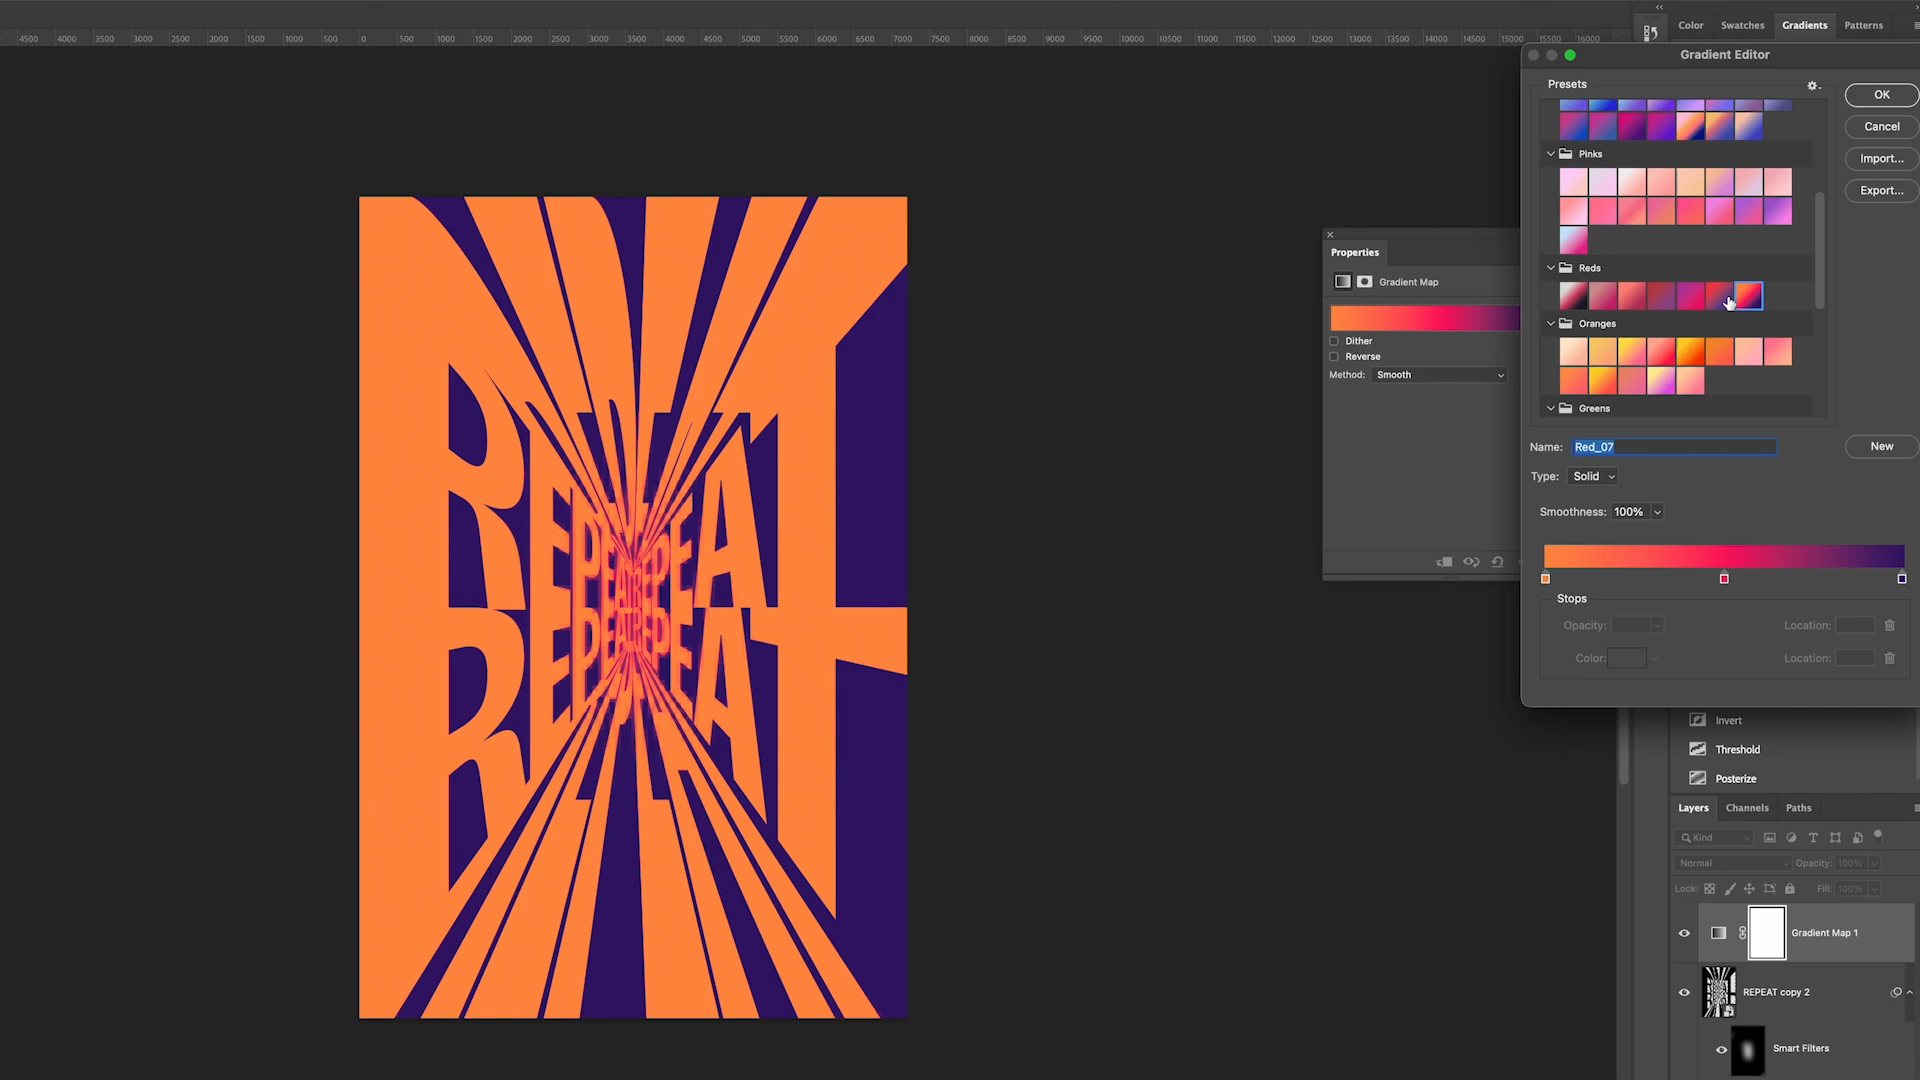 4500 4000 3500 3000 2500 2000 1500 1000 500 0 500 1000 1500 2000 2500 3000 3500 4000 4500 5000 5500 6000 6500 7000 7500 8000 8500 9000 9500 10000 10500 11000 11500 12000 12500 13000 13500 14000 14500 15000 15500 16000
Color Swatches Gradients Patterns
Gradient Editor
Presets
OK
Cancel
Import...
Export...
Pinks
Reds
Oranges
Greens
Name: Red_07
New
Type: Solid
Smoothness: 100%
Stops
Opacity: Location:
Color: Location:
Properties
Gradient Map
Dither
Reverse
Method: Smooth
REPEAT
REPEAT
Invert
Threshold
Posterize
Layers Channels Paths
Kind
Normal Opacity: 100%
Lock: Fill: 100%
Gradient Map 1
REPEAT copy 2
Smart Filters